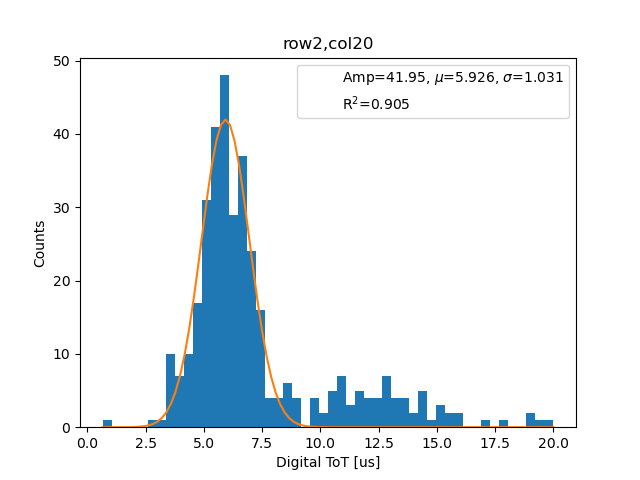 row2,col20
Amp=41.95, μ=5.926, σ=1.031
R²=0.905
Counts
50
40
30
20
10
0
0.0 2.5 5.0 7.5 10.0 12.5 15.0 17.5 20.0
Digital ToT [us]